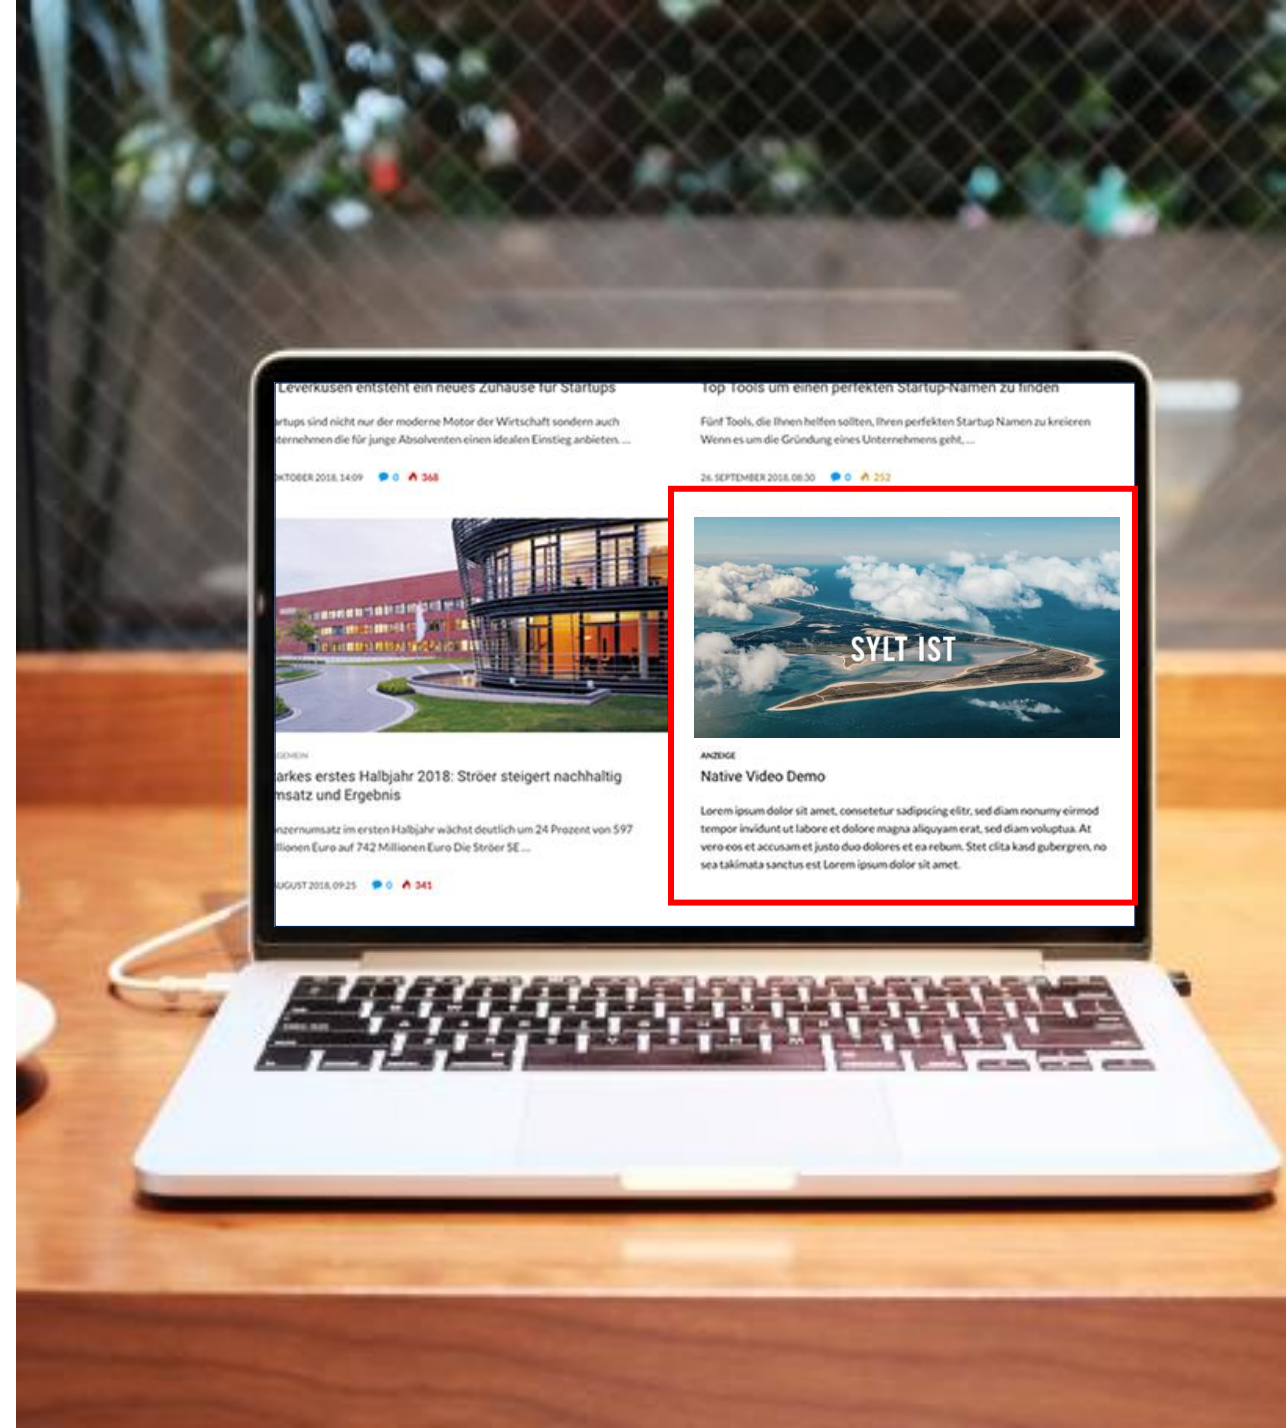 Leverkusen entsteht ein neues Zuhause für Startups
artups sind nicht nur der moderne Motor der Wirtschaft sondern auch
ternehmen die für junge Absolventen einen idealen Einstieg anbieten. ...
KTOBER 2018, 14:09 0 368
arkes erstes Halbjahr 2018: Ströer steigert nachhaltig
msatz und Ergebnis
nzernumsatz im ersten Halbjahr wächst deutlich um 24 Prozent von 597
llionen Euro auf 742 Millionen Euro Die Ströer SE ...
UGUST 2018, 09:25 0 341
Top Tools um einen perfekten Startup-Namen zu finden
Fünf Tools, die Ihnen helfen sollten, Ihren perfekten Startup Namen zu kreieren
Wenn es um die Gründung eines Unternehmens geht, ...
26. SEPTEMBER 2018, 08:30 0 252
SYLT IST
ANZEIGE
Native Video Demo
Lorem ipsum dolor sit amet, consetetur sadipscing elitr, sed diam nonumy eirmod
tempor invidunt ut labore et dolore magna aliquyam erat, sed diam voluptua. At
vero eos et accusam et justo duo dolores et ea rebum. Stet clita kasd gubergren, no
sea takimata sanctus est Lorem ipsum dolor sit amet.